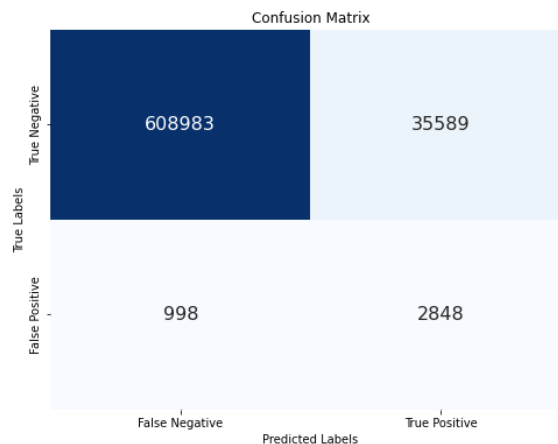 Confusion Matrix
True Negative
608983
35589
True Labels
False Positive
998
2848
False Negative
True Positive
Predicted Labels